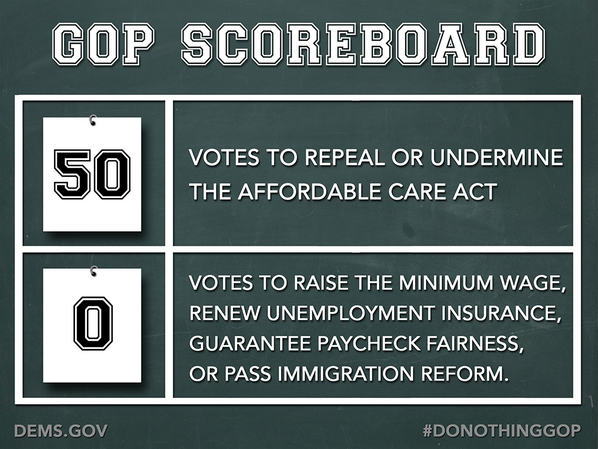 GOP SCOREBOARD
50
VOTES TO REPEAL OR UNDERMINE
THE AFFORDABLE CARE ACT
0
VOTES TO RAISE THE MINIMUM WAGE,
RENEW UNEMPLOYMENT INSURANCE,
GUARANTEE PAYCHECK FAIRNESS,
OR PASS IMMIGRATION REFORM.
DEMS.GOV
#DONOTHINGGOP